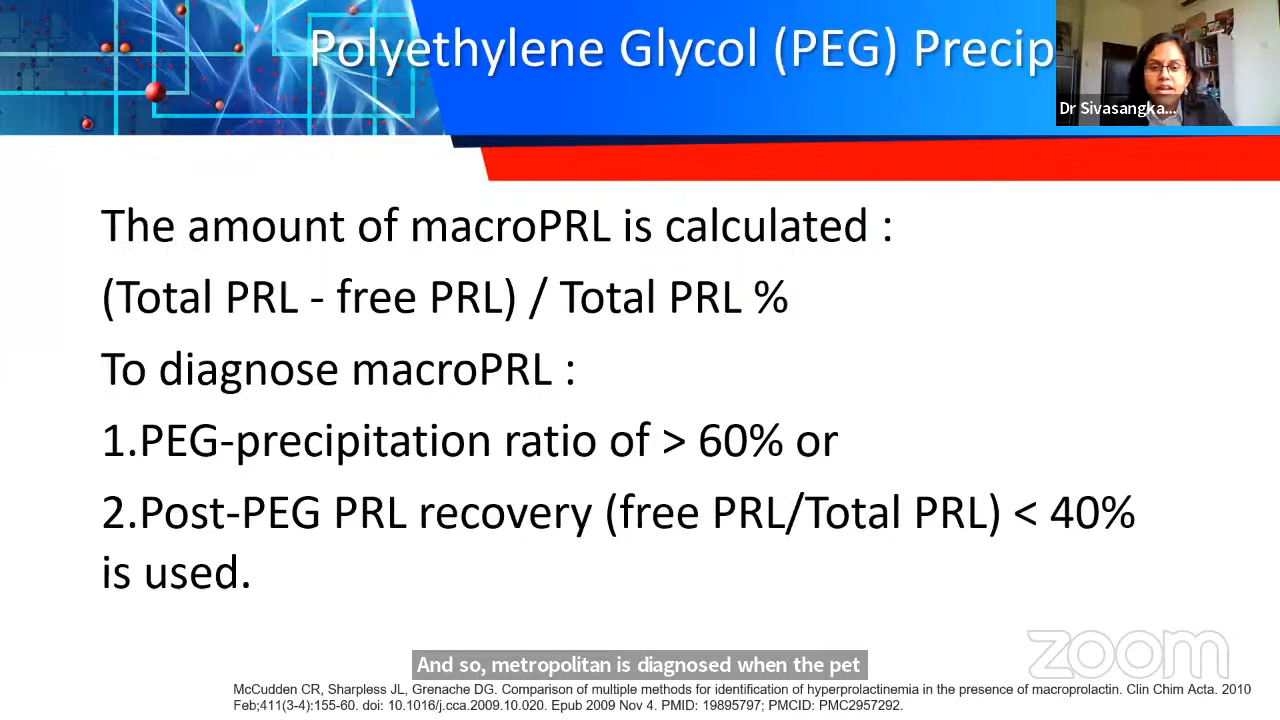 Polyethylene Glycol (PEG) Precip
Dr Sivasangka...
The amount of macroPRL is calculated :
(Total PRL - free PRL) / Total PRL %
To diagnose macroPRL :
1.PEG-precipitation ratio of > 60% or
2.Post-PEG PRL recovery (free PRL/Total PRL) < 40%
is used.
zoom
And so, metropolitan is diagnosed when the pet
McCudden CR, Sharpless JL, Grenache DG. Comparison of multiple methods for identification of hyperprolactinemia in the presence of macroprolactin. Clin Chim Acta. 2010
Feb;411(3-4):155-60. doi: 10.1016/j.cca.2009.10.020. Epub 2009 Nov 4. PMID: 19895797; PMCID: PMC2957292.